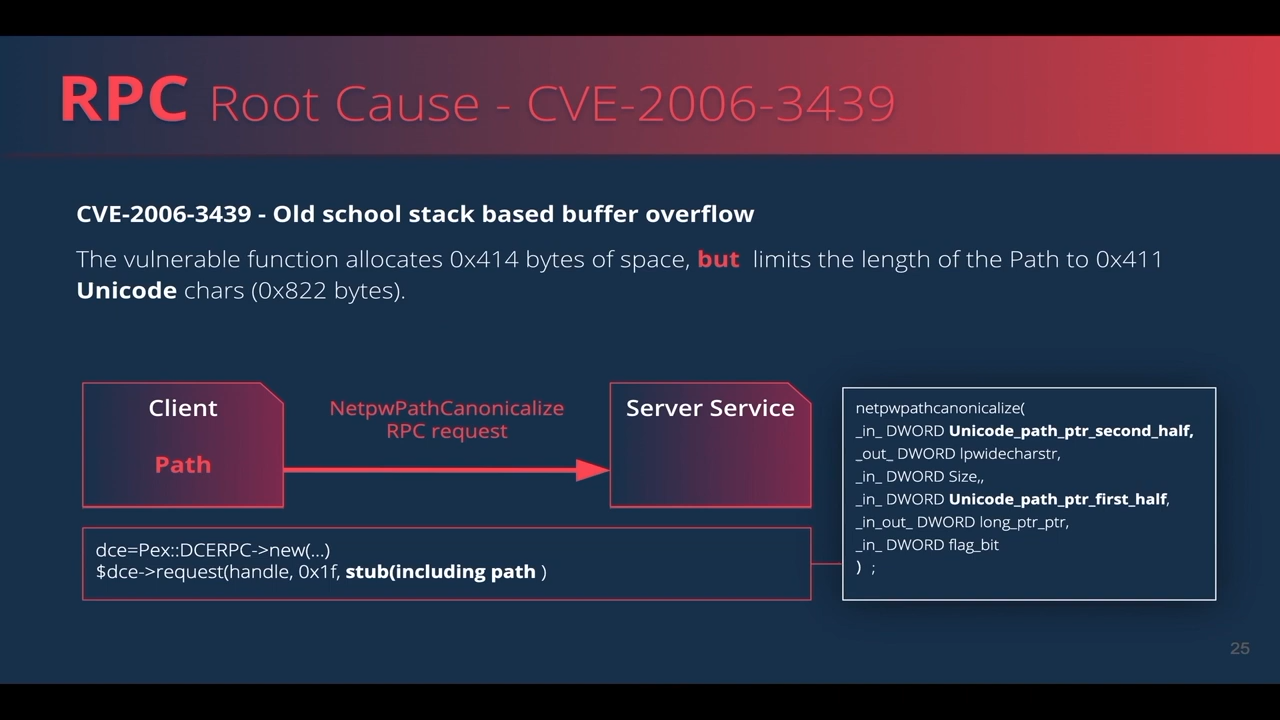 RPC Root Cause - CVE-2006-3439
CVE-2006-3439 - Old school stack based buffer overflow
The vulnerable function allocates 0x414 bytes of space, but limits the length of the Path to 0x411
Unicode chars (0x822 bytes).
Client
Path
NetpwPathCanonicalize
RPC request
Server Service
netpwpathcanonicalize(
_in_ DWORD Unicode_path_ptr_second_half,
_out_ DWORD lpwidecharstr,
_in_ DWORD Size,,
_in_ DWORD Unicode_path_ptr_first_half,
_in_out_ DWORD long_ptr_ptr,
_in_ DWORD flag_bit
) ;
dce=Pex::DCERPC->new(...)
$dce->request(handle, 0x1f, stub(including path )
25